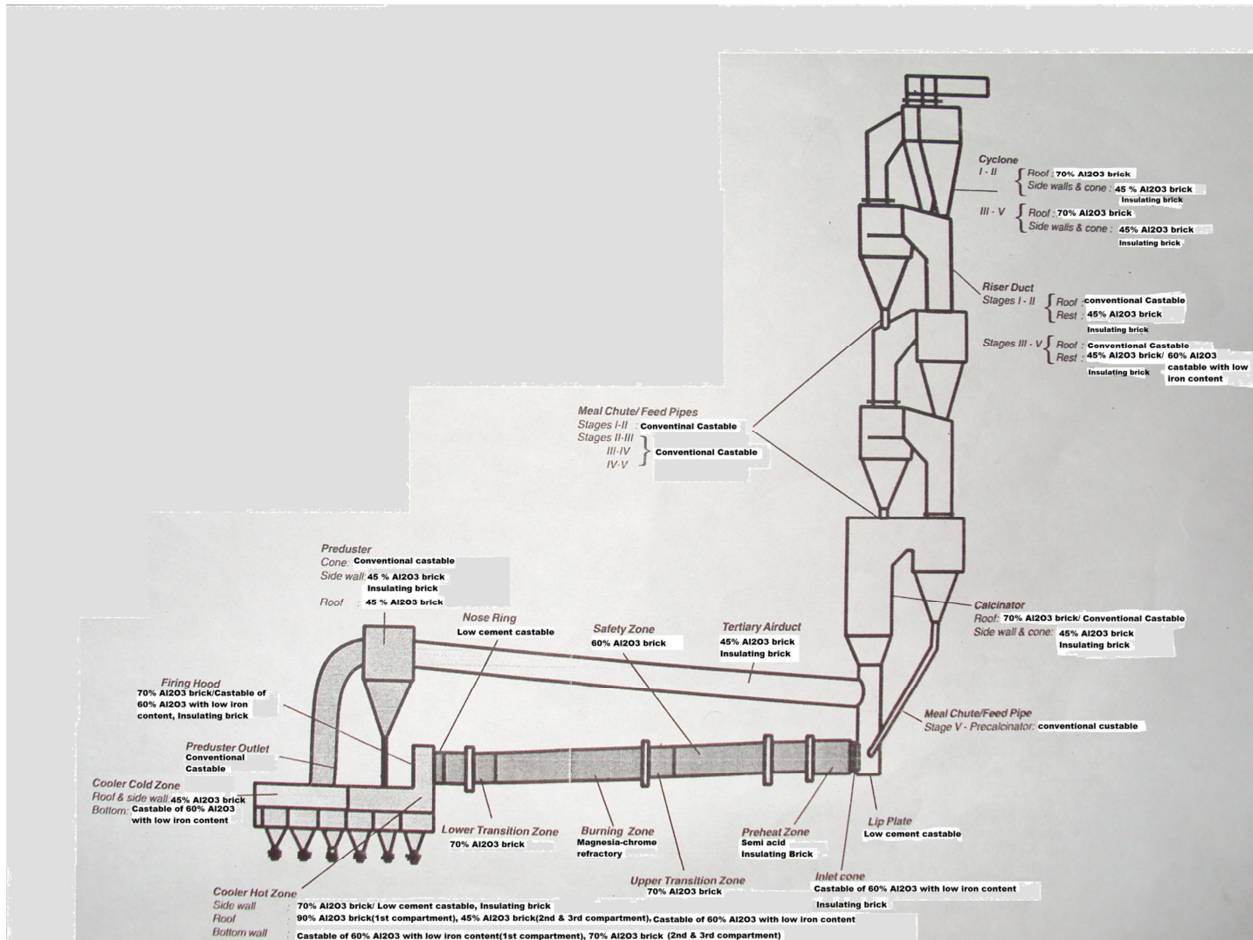 Cyclone
I - II
Roof : 70% Al2O3 brick
Side walls & cone : 45 % Al2O3 brick
Insulating brick
III - V
Roof : 70% Al2O3 brick
Side walls & cone : 45% Al2O3 brick
Insulating brick
Riser Duct
Stages I - II
Roof : conventional Castable
Rest : 45% Al2O3 brick
Insulating brick
Stages III - V
Roof : Conventional Castable
Rest : 45% Al2O3 brick/ 60% Al2O3
Insulating brick castable with low
iron content
Meal Chute/ Feed Pipes
Stages I-II : Conventinal Castable
Stages II-III
III-IV
IV-V
Conventional Castable
Preduster
Cone: Conventional castable
Side wall: 45 % Al2O3 brick
Insulating brick
Roof : 45 % Al2O3 brick
Nose Ring
Low cement castable
Safety Zone
60% Al2O3 brick
Tertiary Airduct
45% Al2O3 brick
Insulating brick
Calcinator
Roof: 70% Al2O3 brick/ Conventional Castable
Side wall & cone: 45% Al2O3 brick
Insulating brick
Firing Hood
70% Al2O3 brick/Castable of
60% Al2O3 with low iron
content, Insulating brick
Meal Chute/Feed Pipe
Stage V - Precalcinator: conventional custable
Preduster Outlet
Conventional
Castable
Cooler Cold Zone
Roof & side wall: 45% Al2O3 brick
Bottom: Castable of 60% Al2O3
with low iron content
Lower Transition Zone
70% Al2O3 brick
Burning Zone
Magnesia-chrome
refractory
Preheat Zone
Semi acid
Insulating Brick
Lip Plate
Low cement castable
Upper Transition Zone
70% Al2O3 brick
Inlet cone
Castable of 60% Al2O3 with low iron content
Insulating brick
Cooler Hot Zone
Side wall : 70% Al2O3 brick/ Low cement castable, Insulating brick
Roof : 90% Al2O3 brick(1st compartment), 45% Al2O3 brick(2nd & 3rd compartment), Castable of 60% Al2O3 with low iron content
Bottom wall : Castable of 60% Al2O3 with low iron content(1st compartment), 70% Al2O3 brick (2nd & 3rd compartment)